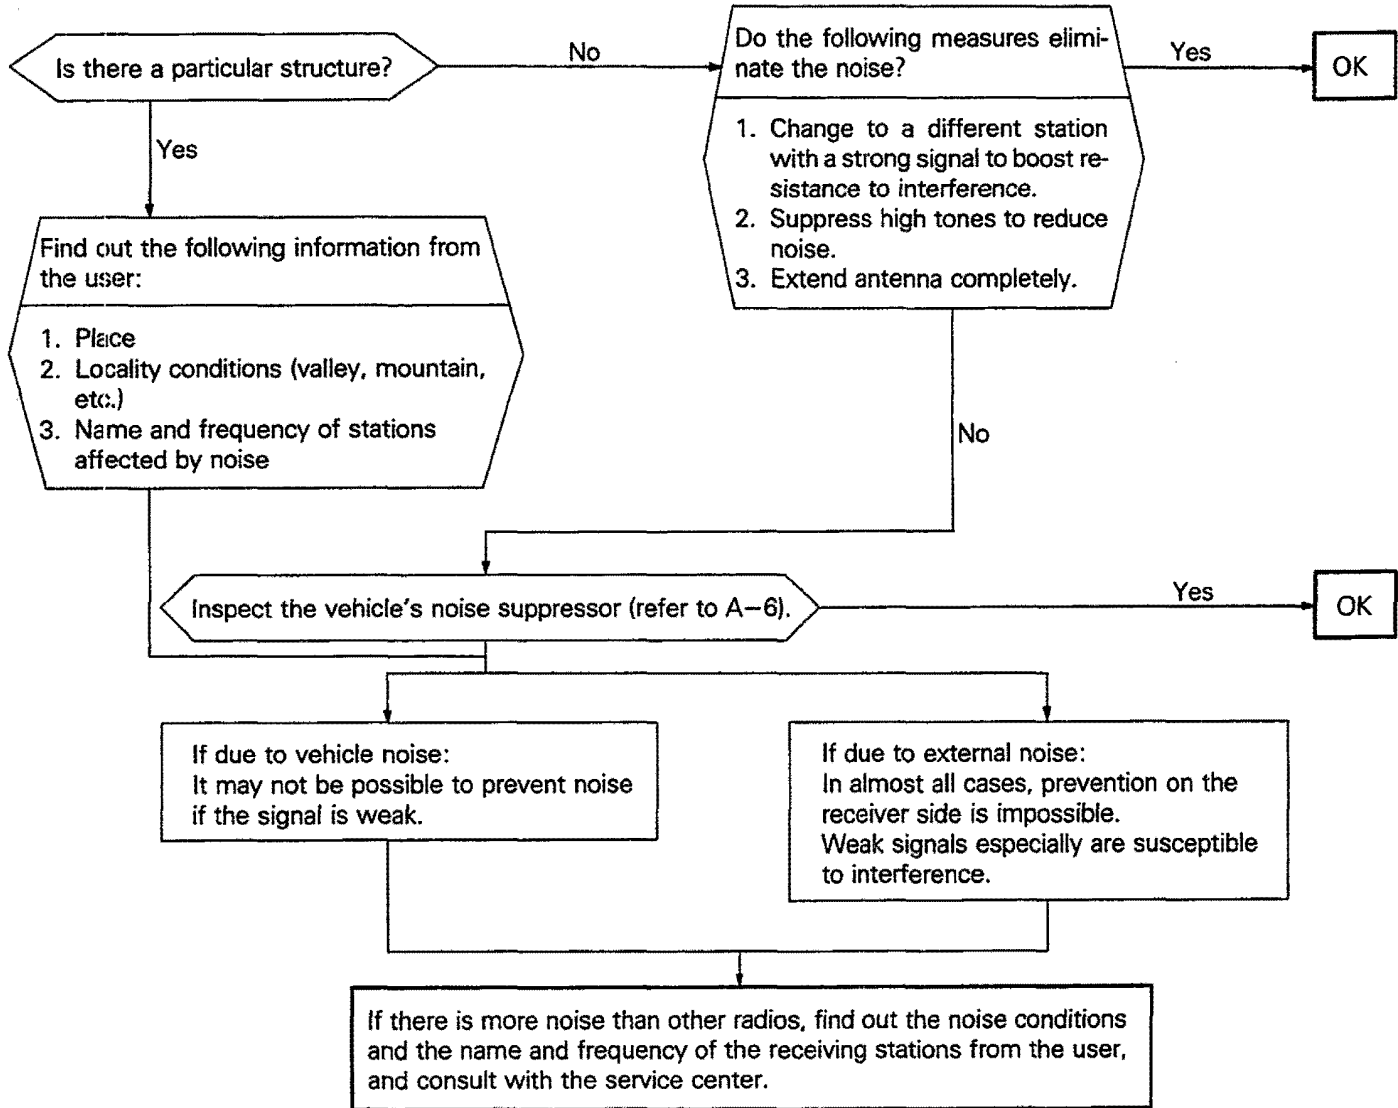 Is there a particular structure?
No
Do the following measures elimi-
nate the noise?
Yes
OK
1. Change to a different station
with a strong signal to boost re-
sistance to interference.
2. Suppress high tones to reduce
noise.
3. Extend antenna completely.
Yes
Find out the following information from
the user:
1. Place
2. Locality conditions (valley, mountain,
etc.)
3. Name and frequency of stations
affected by noise
No
Inspect the vehicle's noise suppressor (refer to A-6).
Yes
OK
If due to vehicle noise:
It may not be possible to prevent noise
if the signal is weak.
If due to external noise:
In almost all cases, prevention on the
receiver side is impossible.
Weak signals especially are susceptible
to interference.
If there is more noise than other radios, find out the noise conditions
and the name and frequency of the receiving stations from the user,
and consult with the service center.